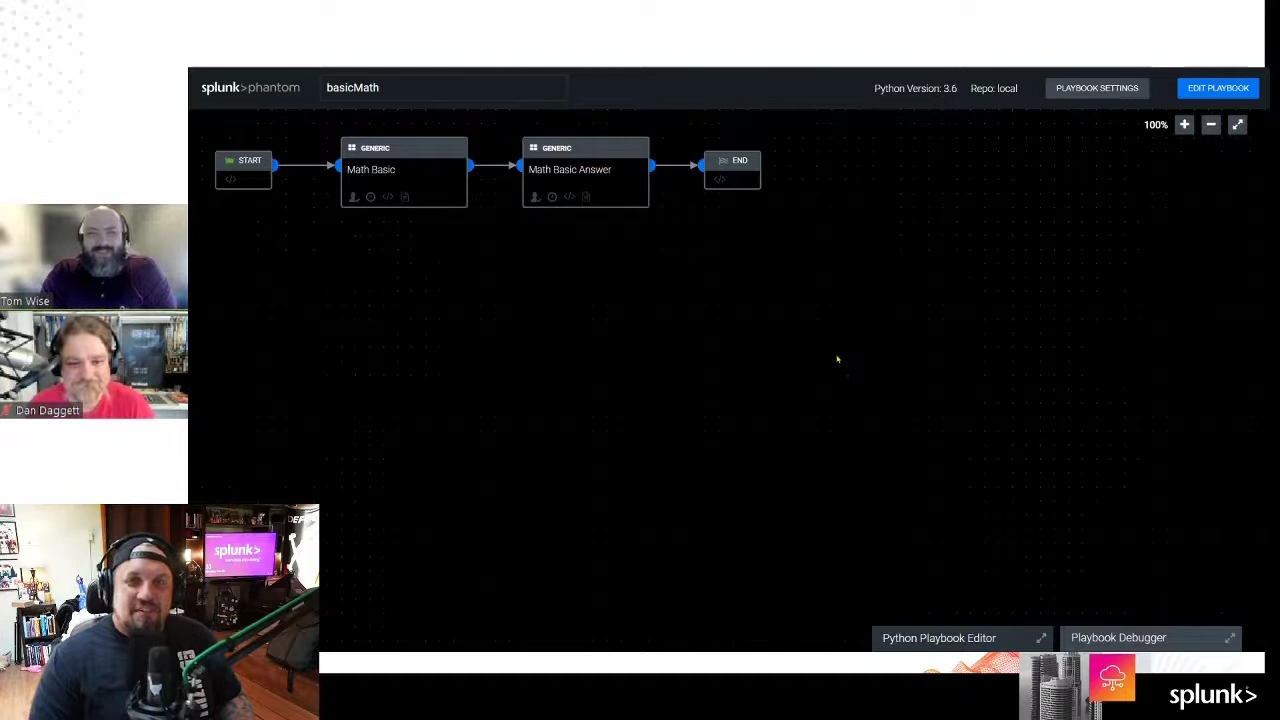 splunk>phantom
basicMath
Python Version: 3.6
Repo: local
PLAYBOOK SETTINGS
EDIT PLAYBOOK
100%
START
GENERIC
Math Basic
GENERIC
Math Basic Answer
END
Tom Wise
Dan Daggett
splunk>
Python Playbook Editor
Playbook Debugger
splunk>